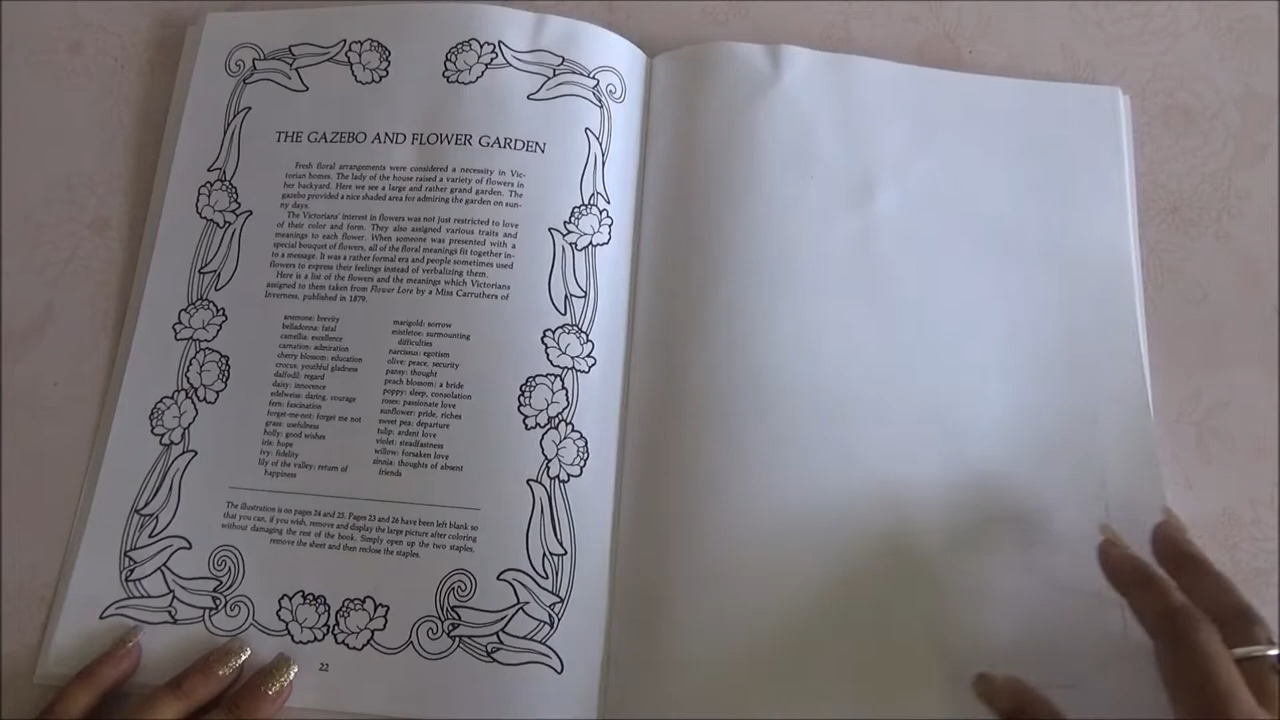 THE GAZEBO AND FLOWER GARDEN
Fresh floral arrangements were considered a necessity in Vic-
torian homes. The lady of the house raised a variety of flowers in
her backyard. Here we see a large and rather grand garden. The
gazebo provided a nice shaded area for admiring the garden on sun-
ny days.
The Victorians' interest in flowers was not just restricted to love
of their color and form. They also assigned various traits and
meanings to each flower. When someone was presented with a
special bouquet of flowers, all of the floral meanings fit together in-
to a message. It was a rather formal era and people sometimes used
flowers to express their feelings instead of verbalizing them.
Here is a list of the flowers and the meanings which Victorians
assigned to them taken from Flower Lore by a Miss Carruthers of
Inverness, published in 1879.
anemone: brevity
belladonna: fatal
camellia: excellence
carnation: admiration
cherry blossom: education
crocus: youthful gladness
daffodil: regard
daisy: innocence
edelweiss: daring, courage
fern: fascination
forget-me-not: forget me not
grass: usefulness
holly: good wishes
iris: hope
ivy: fidelity
lily of the valley: return of
happiness
marigold: sorrow
mistletoe: surmounting
difficulties
narcissus: egotism
olive: peace, security
pansy: thought
peach blossom: a bride
poppy: sleep, consolation
roses: passionate love
sunflower: pride, riches
sweet pea: departure
tulip: ardent love
violet: steadfastness
willow: forsaken love
zinnia: thoughts of absent
friends
The illustration is on pages 24 and 25. Pages 23 and 26 have been left blank so
that you can, if you wish, remove and display the large picture after coloring
without damaging the rest of the book. Simply open up the two staples,
remove the sheet and then reclose the staples.
22